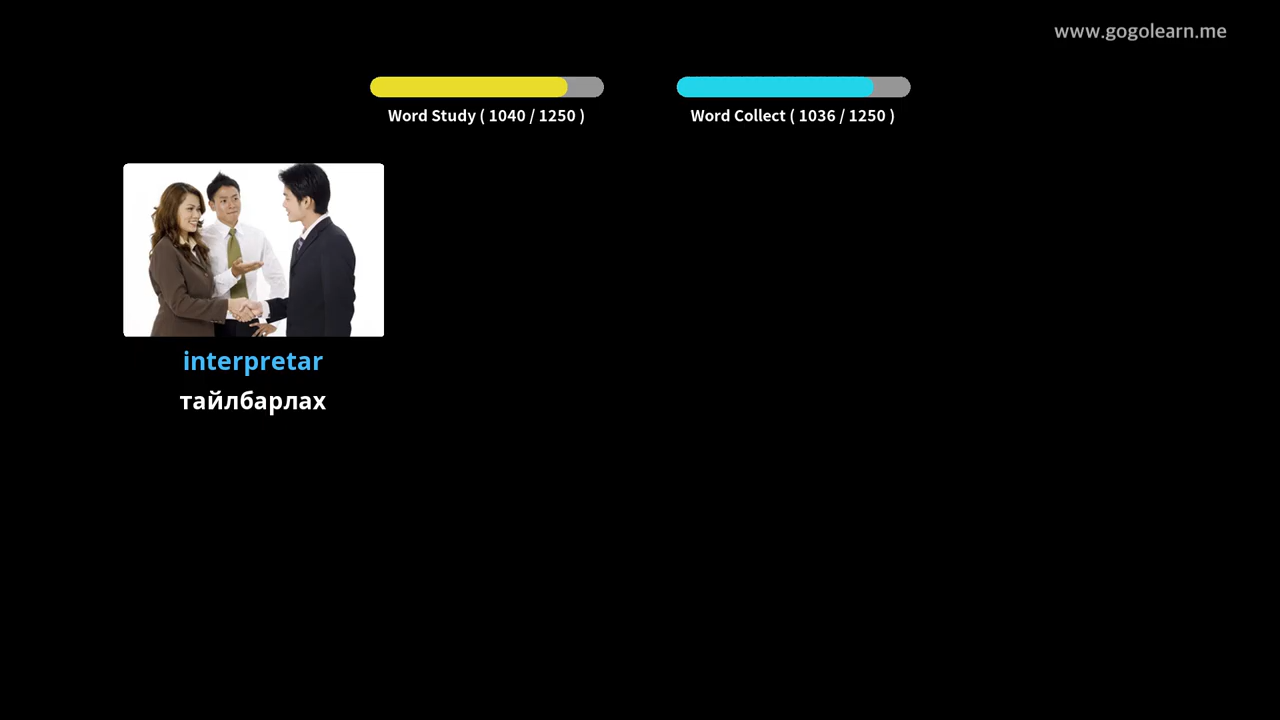 www.gogolearn.me
Word Study ( 1040 / 1250 )
Word Collect ( 1036 / 1250 )
interpretar
тайлбарлах